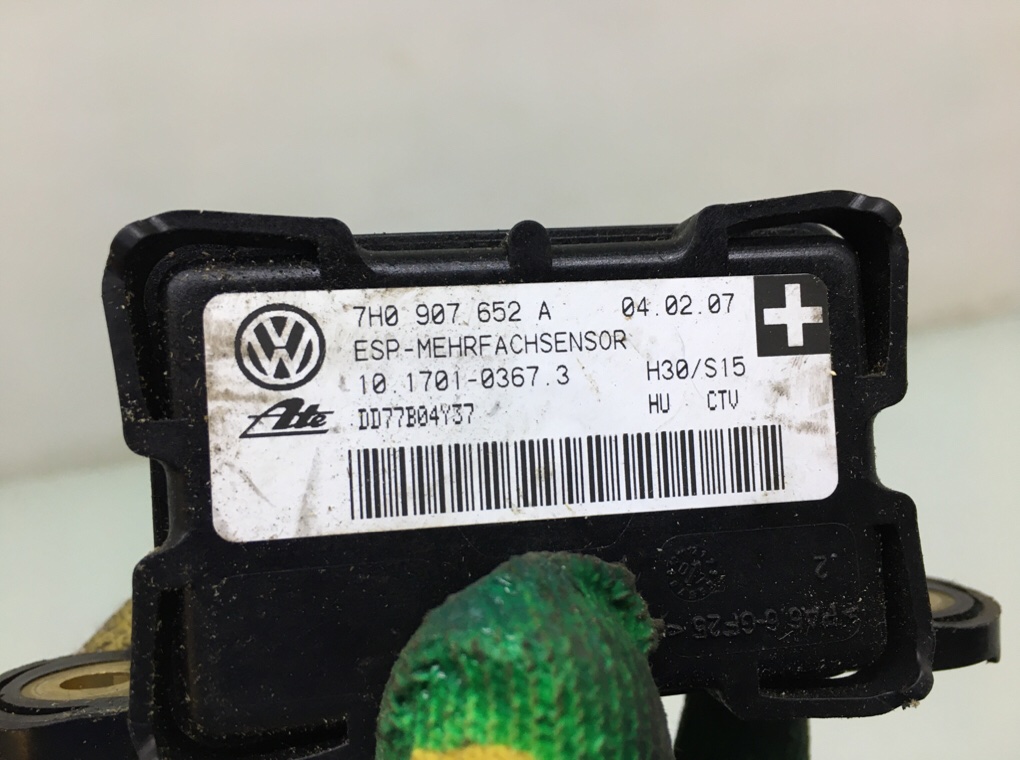 7H0 907 652 A 04.02.07
ESP-MEHRFACHSENSOR
10.1701-0367.3 H30/S15
Ate DD77B04Y37 HU CTV